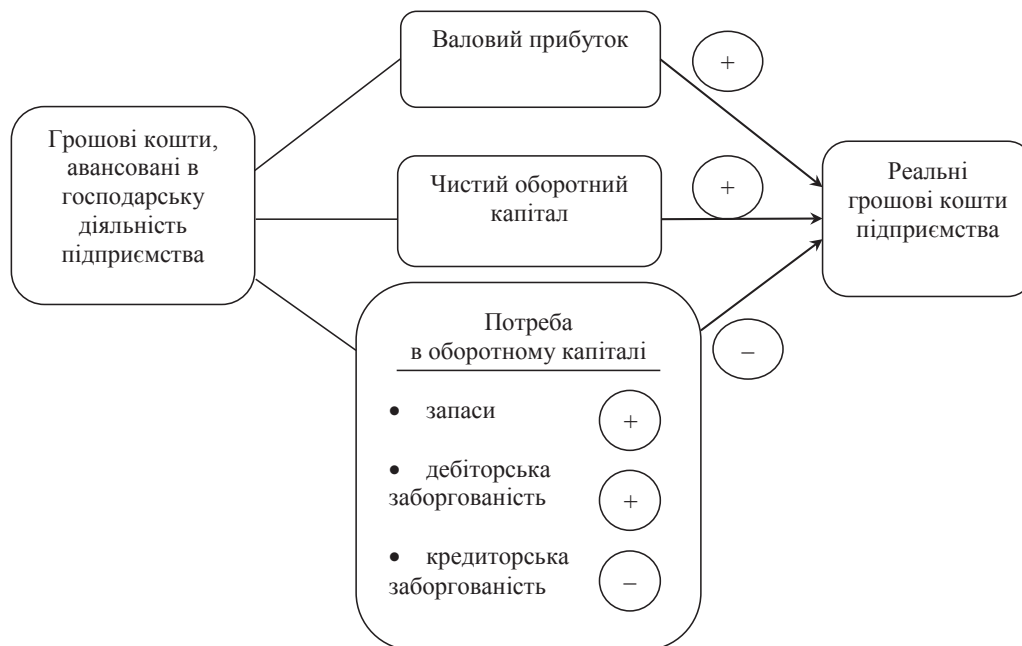 Валовий прибуток
+
Грошові кошти,
авансовані в
господарську
діяльність
підприємства
Чистий оборотний
капітал
+
Реальні
грошові кошти
підприємства
Потреба
в оборотному капіталі
–
• запаси
+
• дебіторська
заборгованість
+
• кредиторська
заборгованість
–